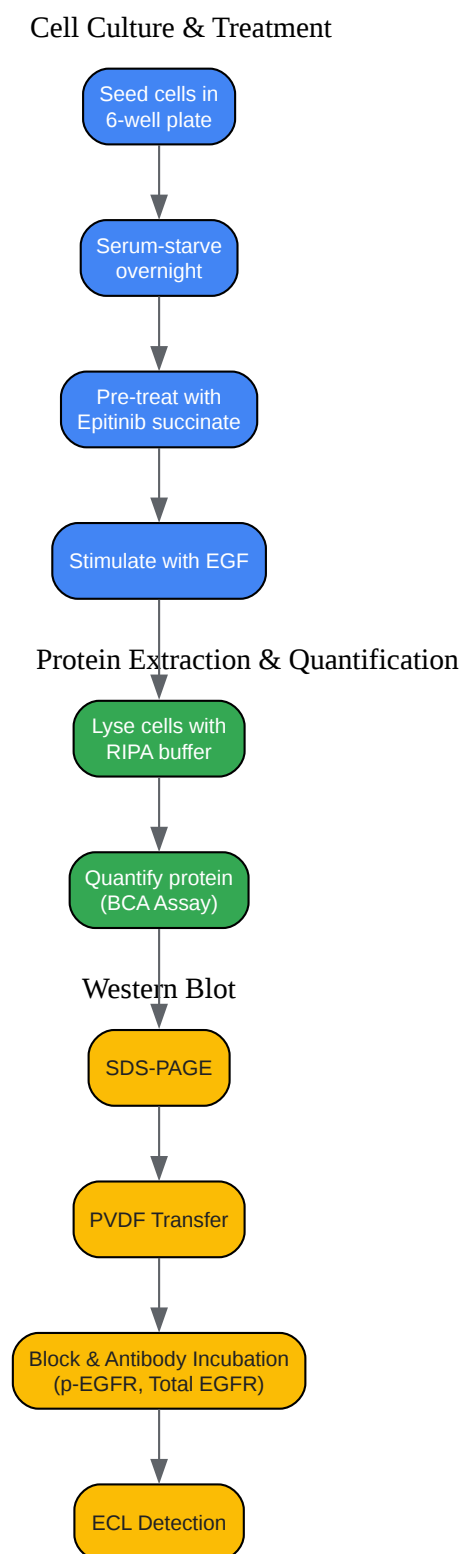 Cell Culture & Treatment
Seed cells in
6-well plate
Serum-starve
overnight
Pre-treat with
Epitinib succinate
Stimulate with EGF
Protein Extraction & Quantification
Lyse cells with
RIPA buffer
Quantify protein
(BCA Assay)
Western Blot
SDS-PAGE
PVDF Transfer
Block & Antibody Incubation
(p-EGFR, Total EGFR)
ECL Detection